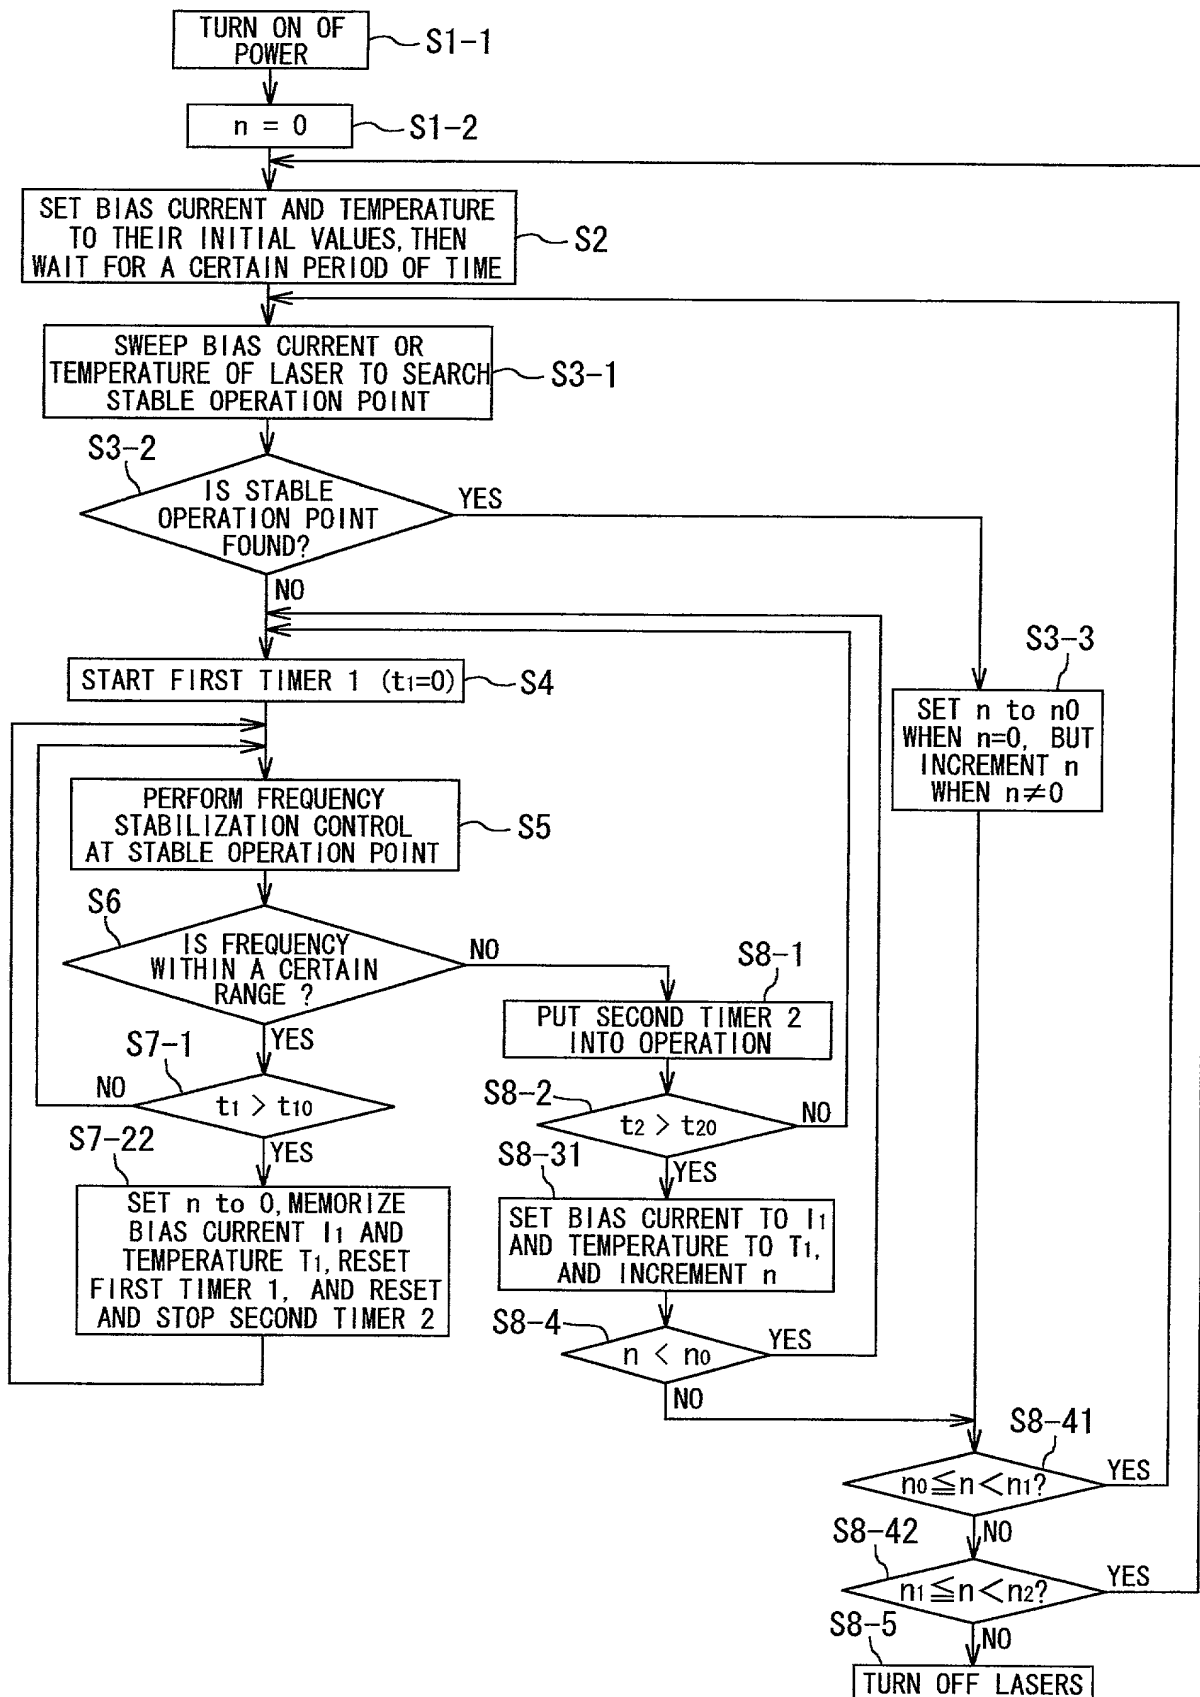 TURN ON OF
POWER
S1-1
n = 0
S1-2
SET BIAS CURRENT AND TEMPERATURE
TO THEIR INITIAL VALUES, THEN
WAIT FOR A CERTAIN PERIOD OF TIME
S2
SWEEP BIAS CURRENT OR
TEMPERATURE OF LASER TO SEARCH
STABLE OPERATION POINT
S3-1
S3-2
IS STABLE
OPERATION POINT
FOUND?
YES
NO
START FIRST TIMER 1 (t1=0)
S4
S3-3
SET n to n0
WHEN n=0, BUT
INCREMENT n
WHEN n≠0
PERFORM FREQUENCY
STABILIZATION CONTROL
AT STABLE OPERATION POINT
S5
S6
IS FREQUENCY
WITHIN A CERTAIN
RANGE ?
NO
YES
S8-1
PUT SECOND TIMER 2
INTO OPERATION
S7-1
t1 > t10
NO
YES
S8-2
t2 > t20
NO
YES
S7-22
SET n to 0, MEMORIZE
BIAS CURRENT I1 AND
TEMPERATURE T1, RESET
FIRST TIMER 1, AND RESET
AND STOP SECOND TIMER 2
S8-31
SET BIAS CURRENT TO I1
AND TEMPERATURE TO T1,
AND INCREMENT n
S8-4
n < n0
YES
NO
S8-41
n0≦n<n1?
YES
NO
S8-42
n1≦n<n2?
YES
NO
S8-5
TURN OFF LASERS